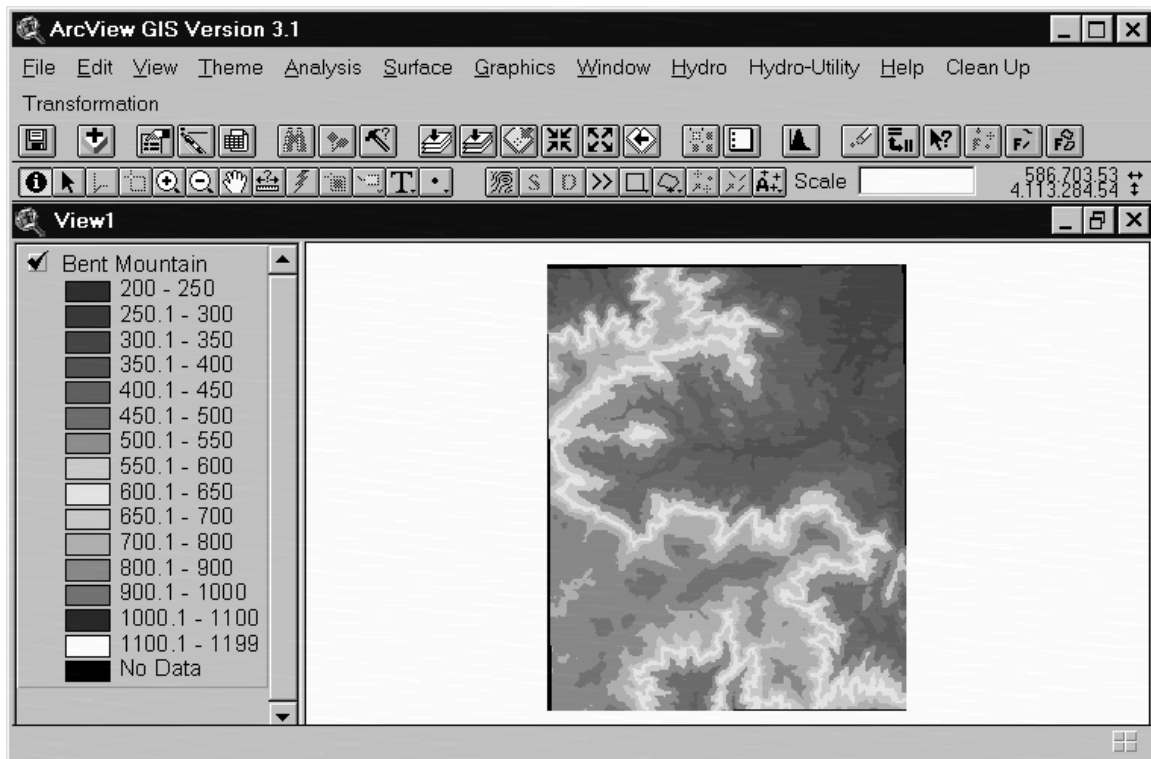 ArcView GIS Version 3.1
File Edit View Theme Analysis Surface Graphics Window Hydro Hydro-Utility Help Clean Up
Transformation
T. Scale 586,703.53
4,113,284.54
View1
Bent Mountain
200 - 250
250.1 - 300
300.1 - 350
350.1 - 400
400.1 - 450
450.1 - 500
500.1 - 550
550.1 - 600
600.1 - 650
650.1 - 700
700.1 - 800
800.1 - 900
900.1 - 1000
1000.1 - 1100
1100.1 - 1199
No Data